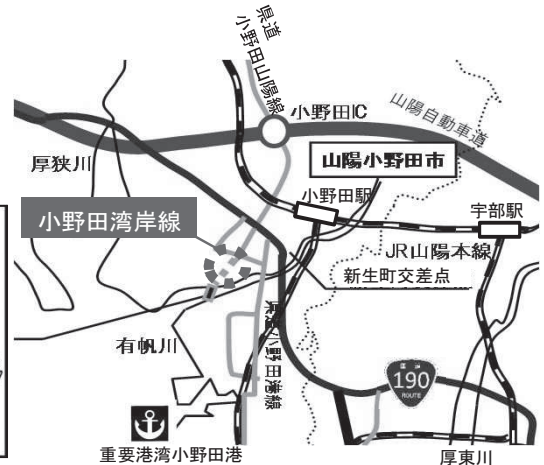 県道
小野田山陽線
小野田IC
山陽自動車道
厚狭川
山陽小野田市
小野田駅
宇部駅
小野田湾岸線
JR山陽本線
新生町交差点
有帆川
県道小野田港線
国道
190
ROUTE
重要港湾小野田港
厚東川